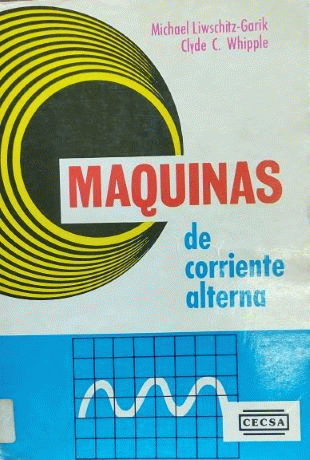 Michael Liwschitz-Garik
Clyde C. Whipple
MAQUINAS
de
corriente
alterna
CECSA